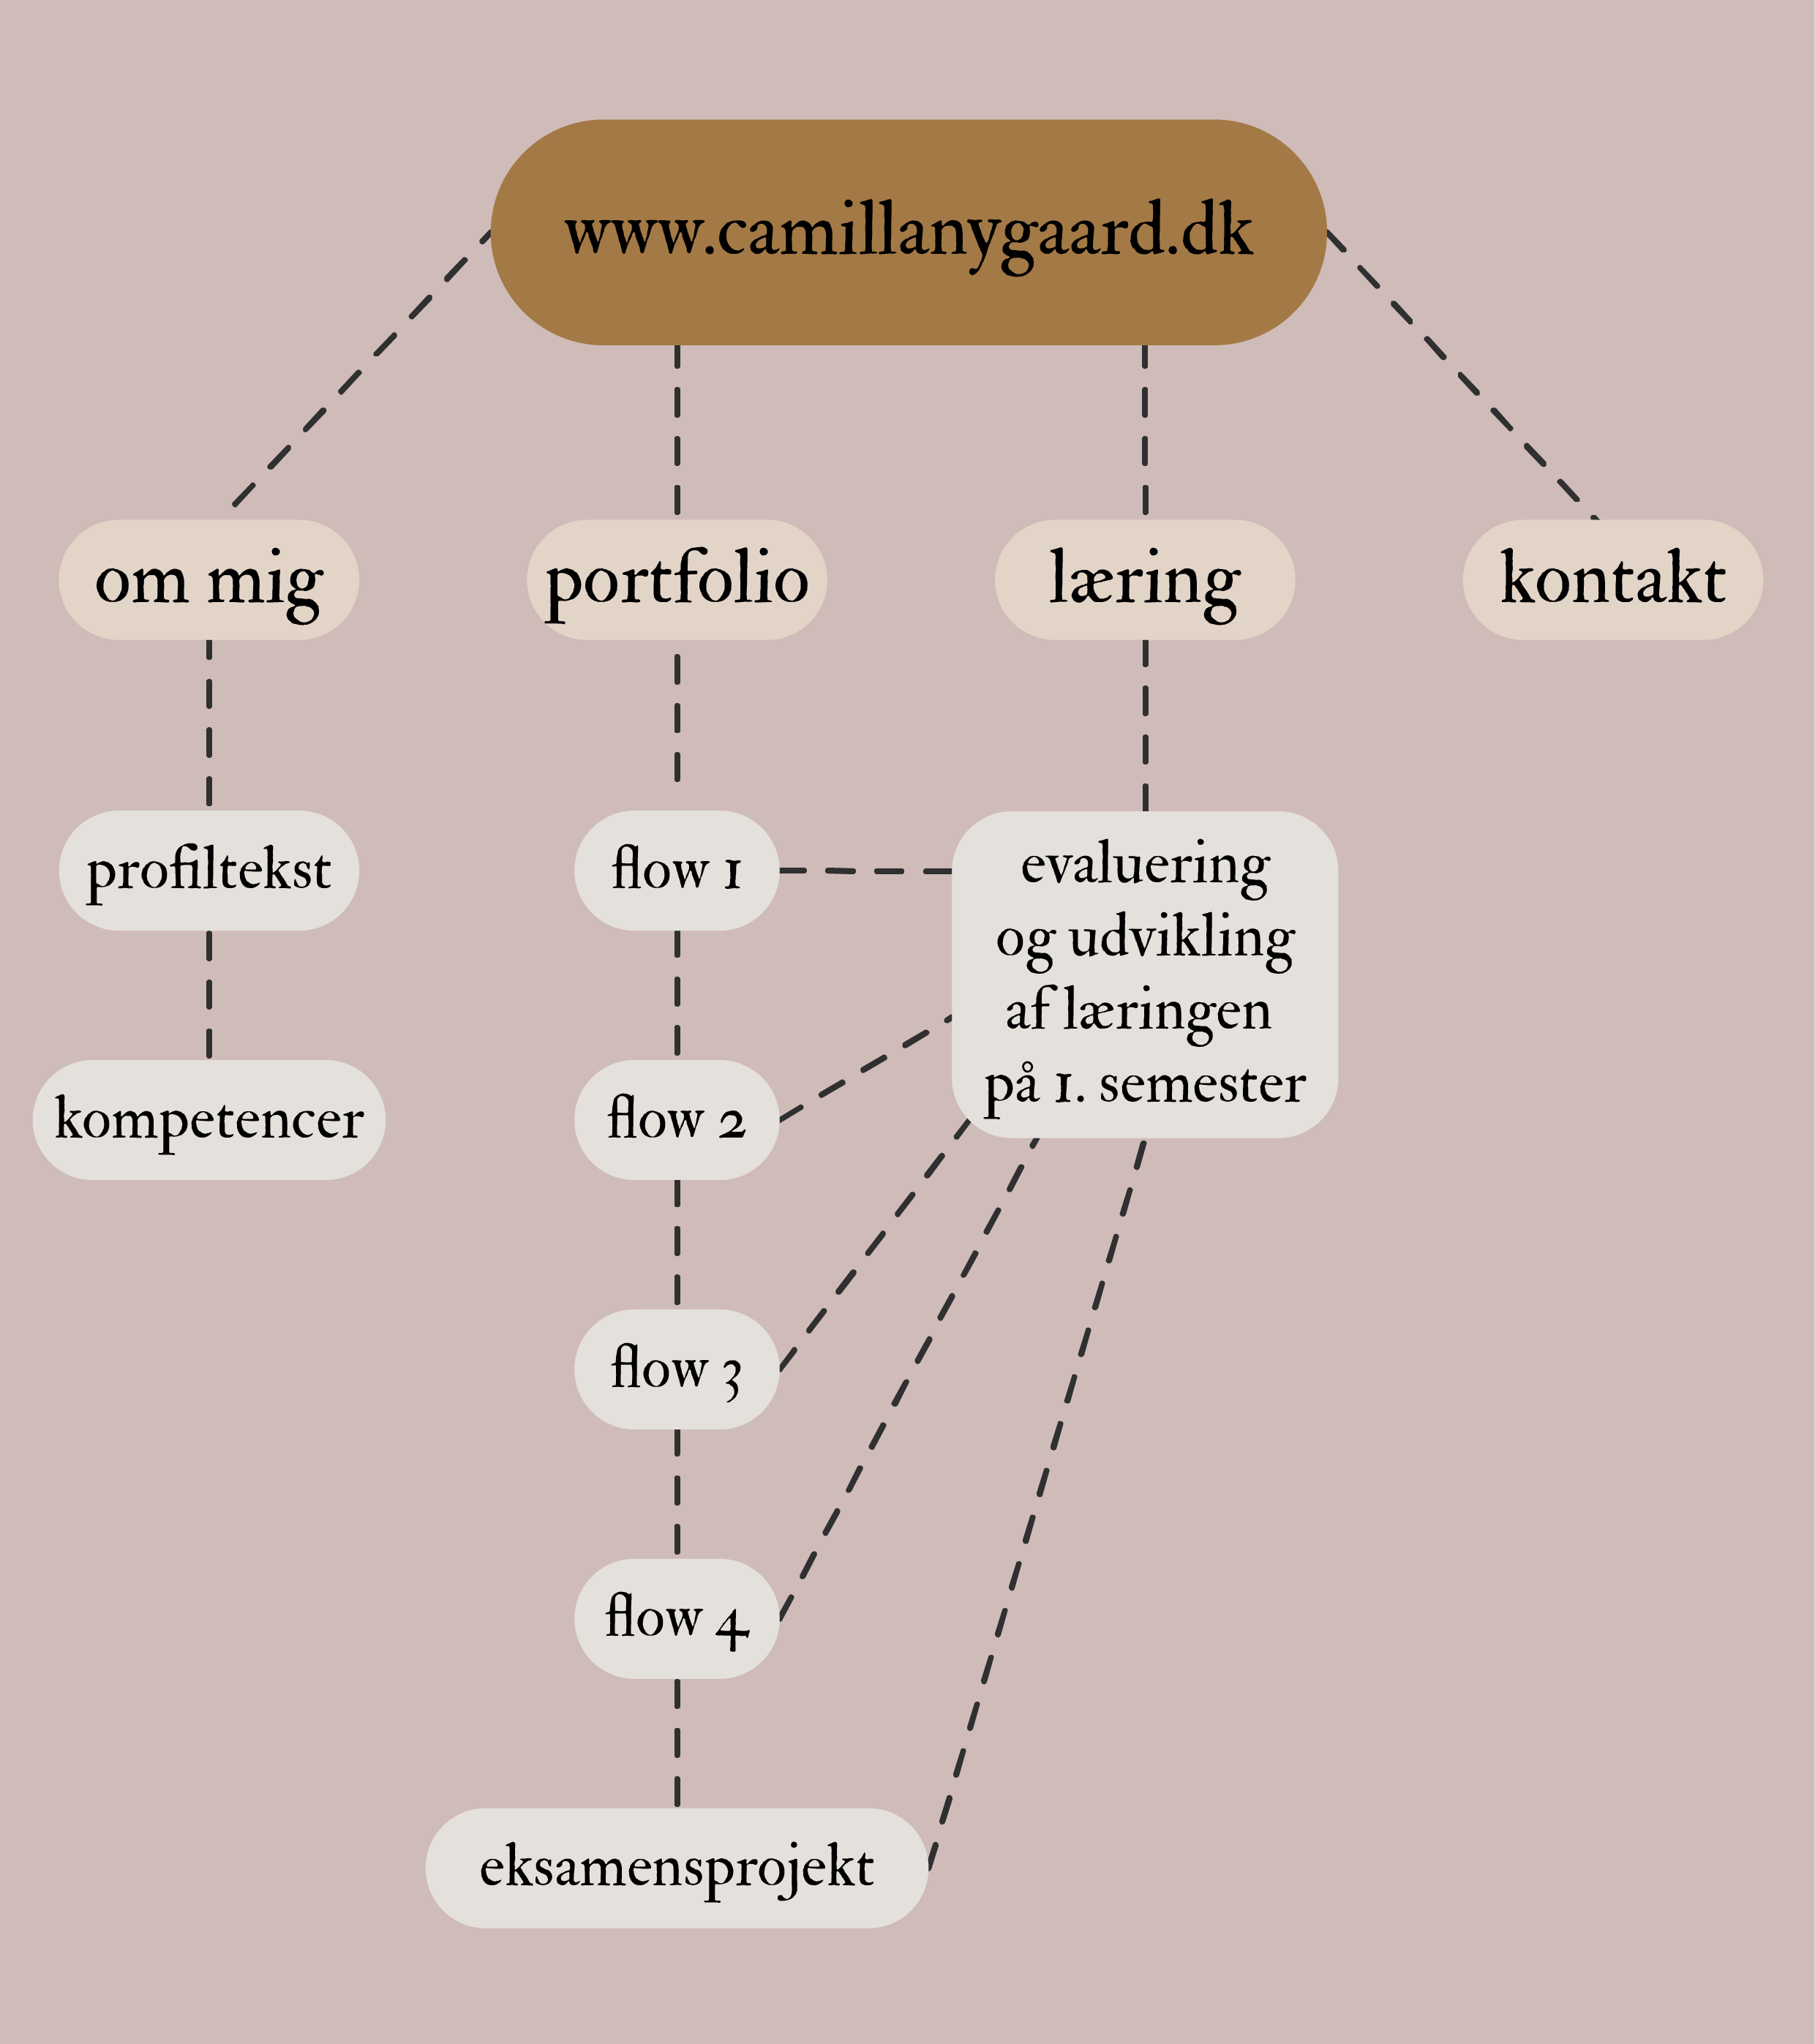 www.camillanygaard.dk
om mig
portfolio
læring
kontakt
profiltekst
flow 1
evaluering
og udvikling
af læringen
på 1. semester
kompetencer
flow 2
flow 3
flow 4
eksamensprojekt